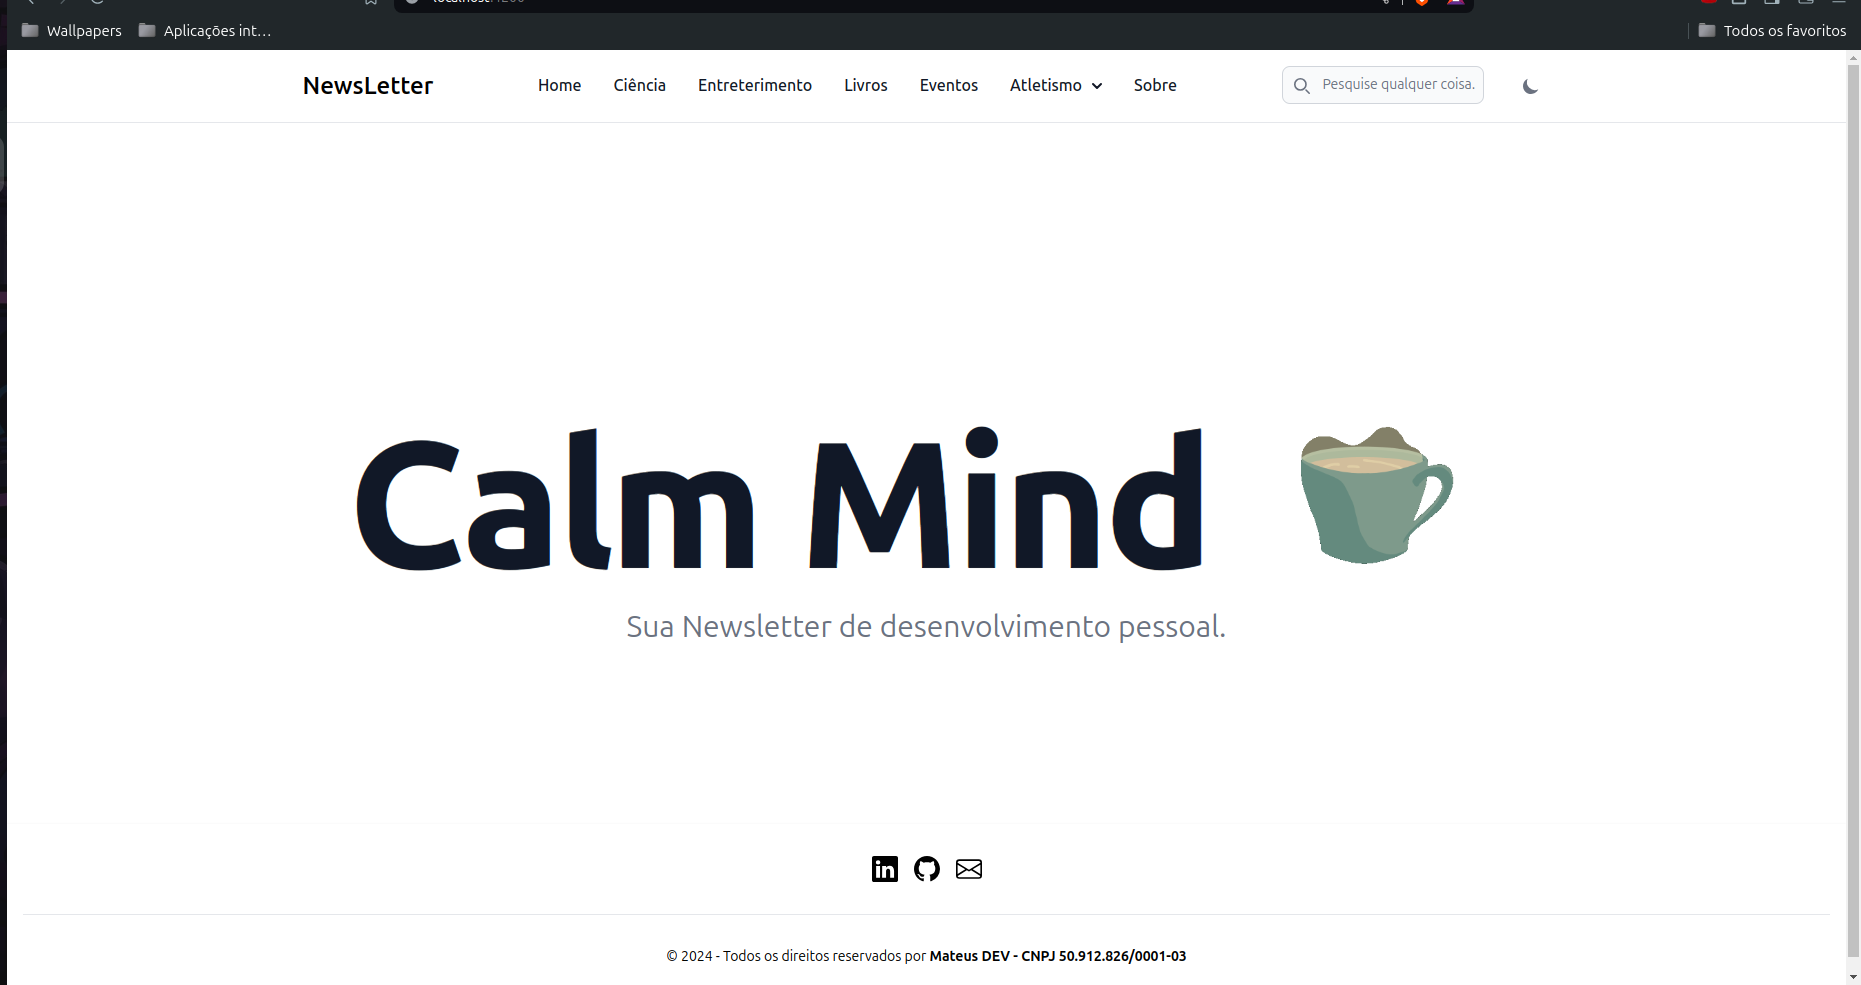 Wallpapers Aplicações int... Todos os favoritos
NewsLetter Home Ciência Entreterimento Livros Eventos Atletismo Sobre Pesquise qualquer coisa.
Calm Mind
Sua Newsletter de desenvolvimento pessoal.
in
© 2024 - Todos os direitos reservados por Mateus DEV - CNPJ 50.912.826/0001-03